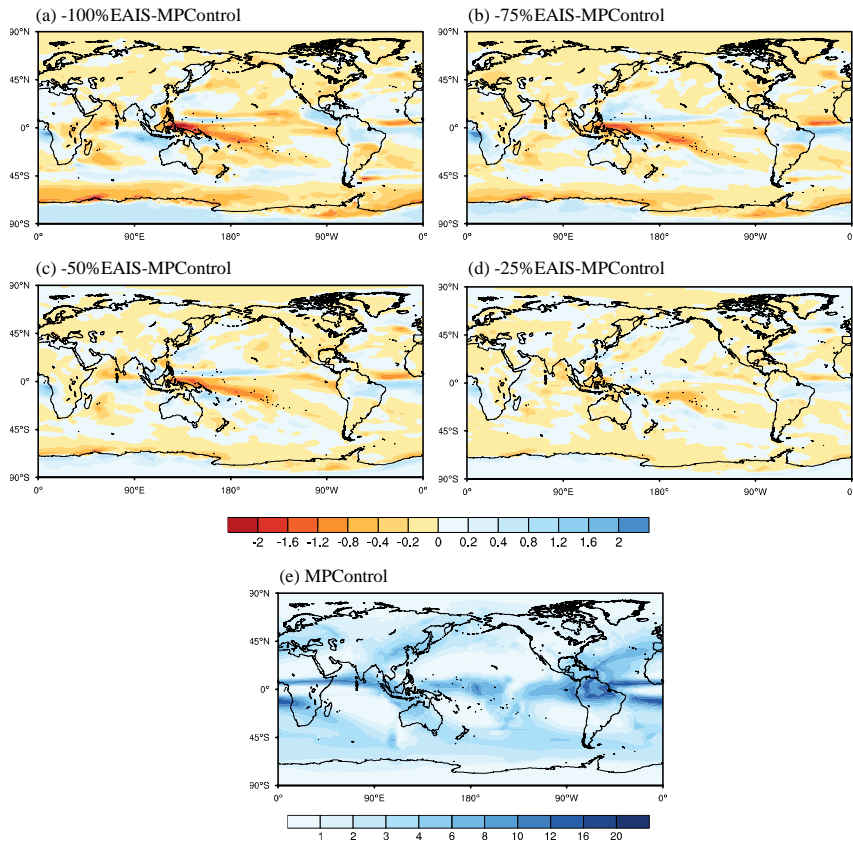 (a) -100%EAIS-MPControl
(b) -75%EAIS-MPControl
90°N
45°N
0°
45°S
90°S
0°
90°E
180°
90°W
0°
90°N
45°N
0°
45°S
90°S
0°
90°E
180°
90°W
0°
(c) -50%EAIS-MPControl
(d) -25%EAIS-MPControl
90°N
45°N
0°
45°S
90°S
0°
90°E
180°
90°W
0°
90°N
45°N
0°
45°S
90°S
0°
90°E
180°
90°W
0°
-2 -1.6 -1.2 -0.8 -0.4 -0.2 0 0.2 0.4 0.8 1.2 1.6 2
(e) MPControl
90°N
45°N
0°
45°S
90°S
0°
90°E
180°
90°W
0°
1 2 3 4 6 8 10 12 16 20